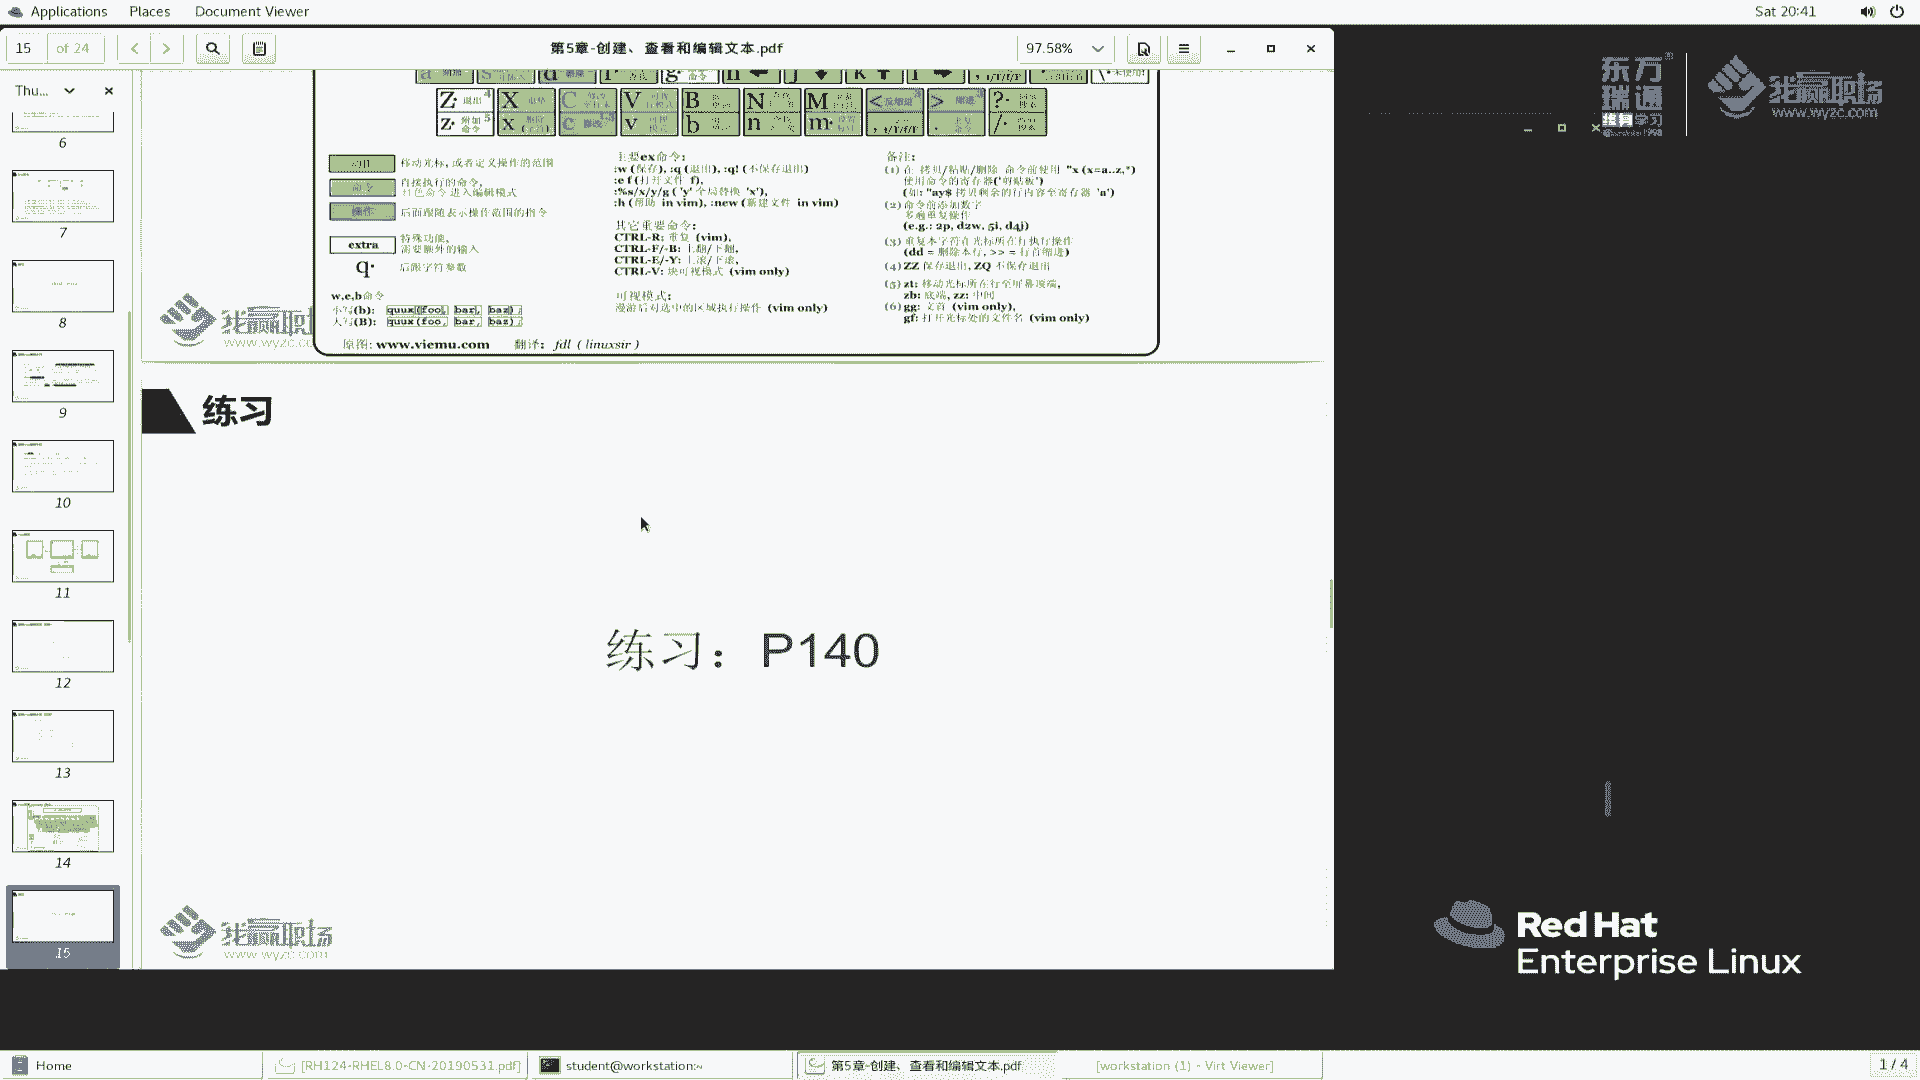 Applications Places Document Viewer Sat 20:41
15 of 24 第5章-创建、查看和编辑文本.pdf 97.58%
Thu...
6
7
8
9
10
11
12
13
14
15
Z· 退出 X C V B N M < > ?·
z· 附加命令 x c 修改 v b n m· , . /·
移动光标, 或者定义操作的范围
命令 直接执行的命令,
红色命令 进入编辑模式
操作 后面跟随表示操作范围的指令
extra 特殊功能,
需要额外的输入
q· 后跟字符参数
w,e,b命令
小写(b): quux(foo, bar, baz);
大写(B): quux(foo, bar, baz);
原图: www.viemu.com 翻译: fdl ( linuxsir )
主要ex命令:
:w (保存), :q (退出), :q! (不保存退出)
:e f (打开文件 f),
:%s/x/y/g ('y' 全局替换 'x'),
:h (帮助 in vim), :new (新建文件 in vim)
其它重要命令:
CTRL-R: 重复 (vim),
CTRL-F/-B: 上翻/下翻,
CTRL-E/-Y: 上滚/下滚,
CTRL-V: 块可视模式 (vim only)
可视模式:
漫游后对选中的区域执行操作 (vim only)
备注:
(1) 在 拷贝/粘贴/删除 命令前使用 "x (x=a..z,*)
使用命令的寄存器('剪贴板')
(如: "ay$ 拷贝剩余的行内容至寄存器 'a')
(2) 命令前添加数字
多遍重复操作
(e.g.: 2p, d2w, 5i, d4j)
(3) 重复本字符在光标所在行执行操作
(dd = 删除本行, >> = 行首缩进)
(4) ZZ 保存退出, ZQ 不保存退出
(5) zt: 移动光标所在行至屏幕顶端,
zb: 底端, zz: 中间
(6) gg: 文首 (vim only),
gf: 打开光标处的文件名 (vim only)
我赢职场
www.wyzc.com
练习
练习：P140
我赢职场
www.wyzc.com
东方瑞通
终身学习
我赢职场
www.wyzc.com
Red Hat
Enterprise Linux
Home [RH124-RHEL8.0-CN-20190531.pdf] student@workstation:~ 第5章-创建、查看和编辑文本.pdf [workstation (1) - Virt Viewer] 1 / 4